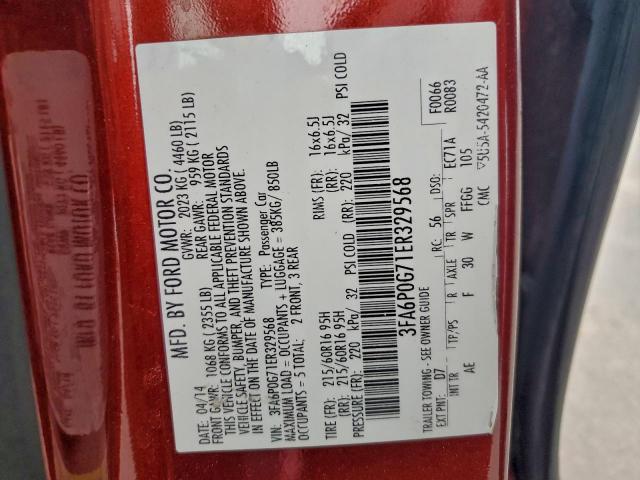 MFD. BY FORD MOTOR CO.
DATE: 04/14 GVWR: 2023 KG (4460 LB)
FRONT GAWR: 1068 KG (2355LB) REAR GAWR: 959 KG (2115 LB)
THIS VEHICLE CONFORMS TO ALL APPLICABLE FEDERAL MOTOR
VEHICLE SAFETY, BUMPER, AND THEFT PREVENTION STANDARDS
IN EFFECT ON THE DATE OF MANUFACTURE SHOWN ABOVE.
VIN: 3FA6P0G71ER329568 TYPE: Passenger Car
MAXIMUM LOAD = OCCUPANTS + LUGGAGE = 385KG/ 850LB
OCCUPANTS = 5 TOTAL: 2 FRONT, 3 REAR
TIRE (FR): 215/60R16 95H RIMS (FR): 16x6.5J
(RR): 215/60R16 95H (RR): 16x6.5J
PRESSURE (FR): 220 kPa/ 32 PSI COLD (RR): 220 kPa/ 32 PSI COLD
3FA6P0G71ER329568
TRAILER TOWING - SEE OWNER GUIDE
F0066
R0083
EXT PNT: D7 RC: 56 DSO: EC71A
INT TR TP/PS R AXLE TR SPR
AE F 30 W FFGG 105
CMC V5U5A-5420472-AA